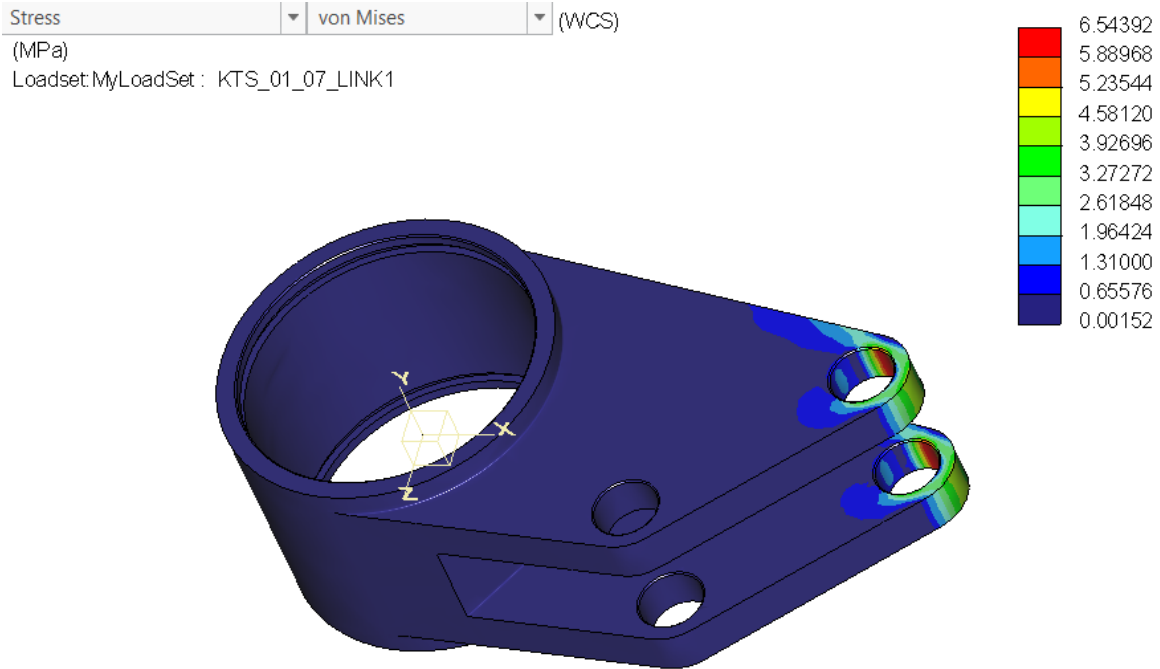 Stress von Mises (WCS)
(MPa)
Loadset:MyLoadSet : KTS_01_07_LINK1
6.54392
5.88968
5.23544
4.58120
3.92696
3.27272
2.61848
1.96424
1.31000
0.65576
0.00152
Y
X
Z